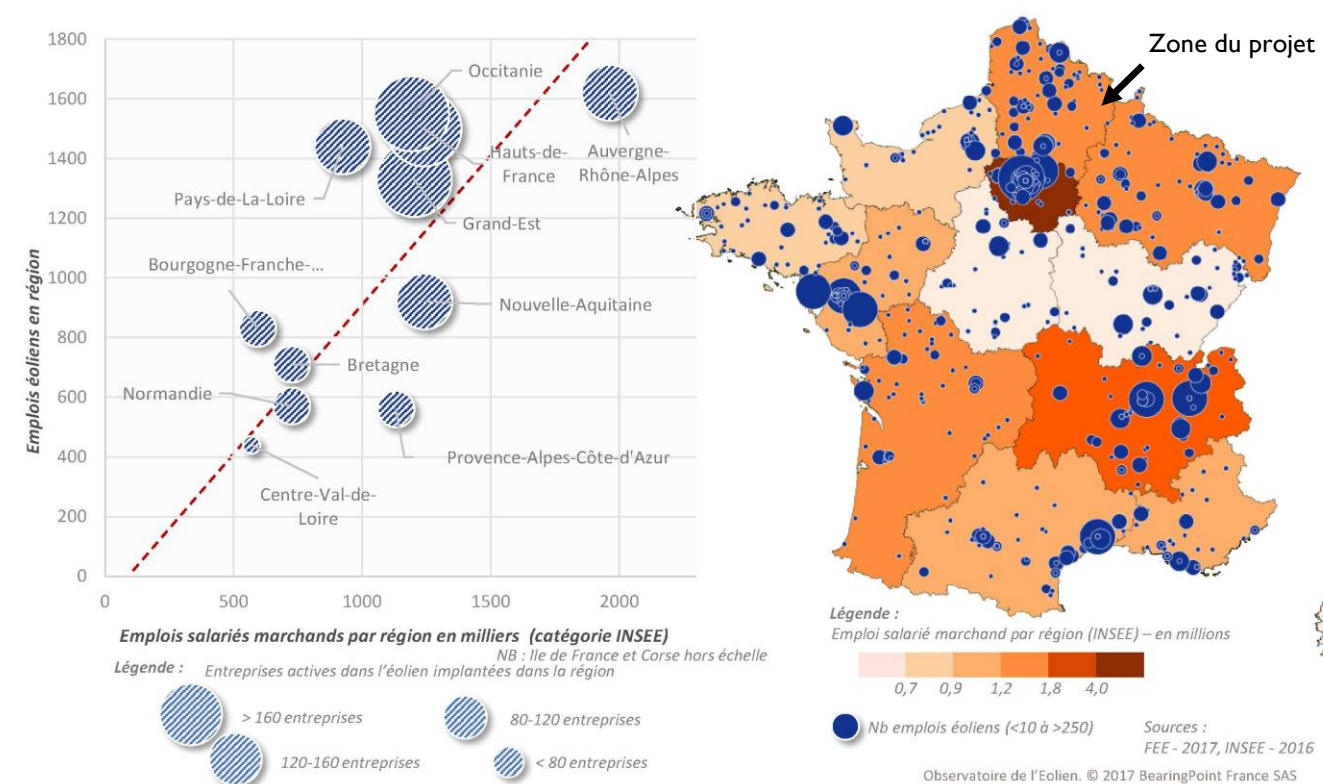 1800
1600
1400
1200
1000
800
600
400
200
0
Emplois éoliens en région
Occitanie
Hauts-de-
France
Auvergne-
Rhône-Alpes
Pays-de-La-Loire
Grand-Est
Bourgogne-Franche-...
Nouvelle-Aquitaine
Bretagne
Normandie
Provence-Alpes-Côte-d'Azur
Centre-Val-de-
Loire
0 500 1000 1500 2000
Emplois salariés marchands par région en milliers (catégorie INSEE)
NB : Ile de France et Corse hors échelle
Légende : Entreprises actives dans l'éolien implantées dans la région
> 160 entreprises
80-120 entreprises
120-160 entreprises
< 80 entreprises
Zone du projet
Légende :
Emploi salarié marchand par région (INSEE) – en millions
0,7 0,9 1,2 1,8 4,0
Nb emplois éoliens (<10 à >250)
Sources :
FEE - 2017, INSEE - 2016
Observatoire de l'Eolien. © 2017 BearingPoint France SAS